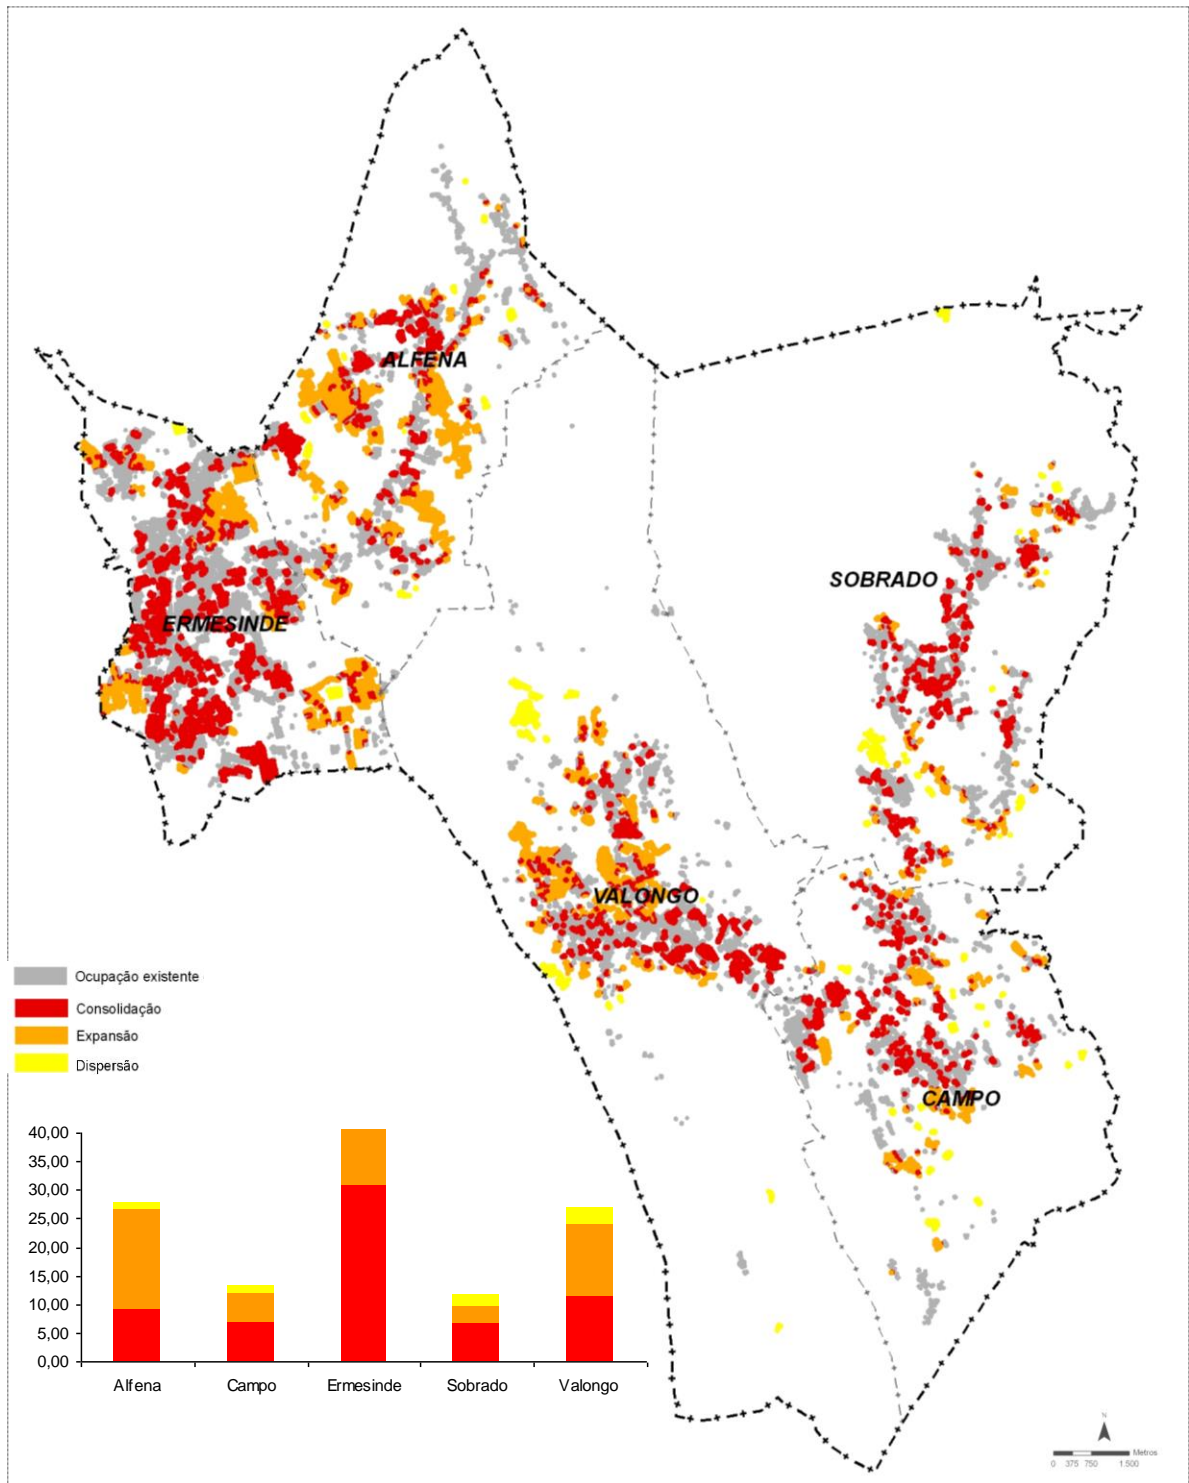 ALFENA
ERMESINDE
SOBRADO
VALONGO
CAMPO
Ocupação existente
Consolidação
Expansão
Dispersão
40,00
35,00
30,00
25,00
20,00
15,00
10,00
5,00
0,00
Alfena Campo Ermesinde Sobrado Valongo
N
Metros
0 375 750 1.500